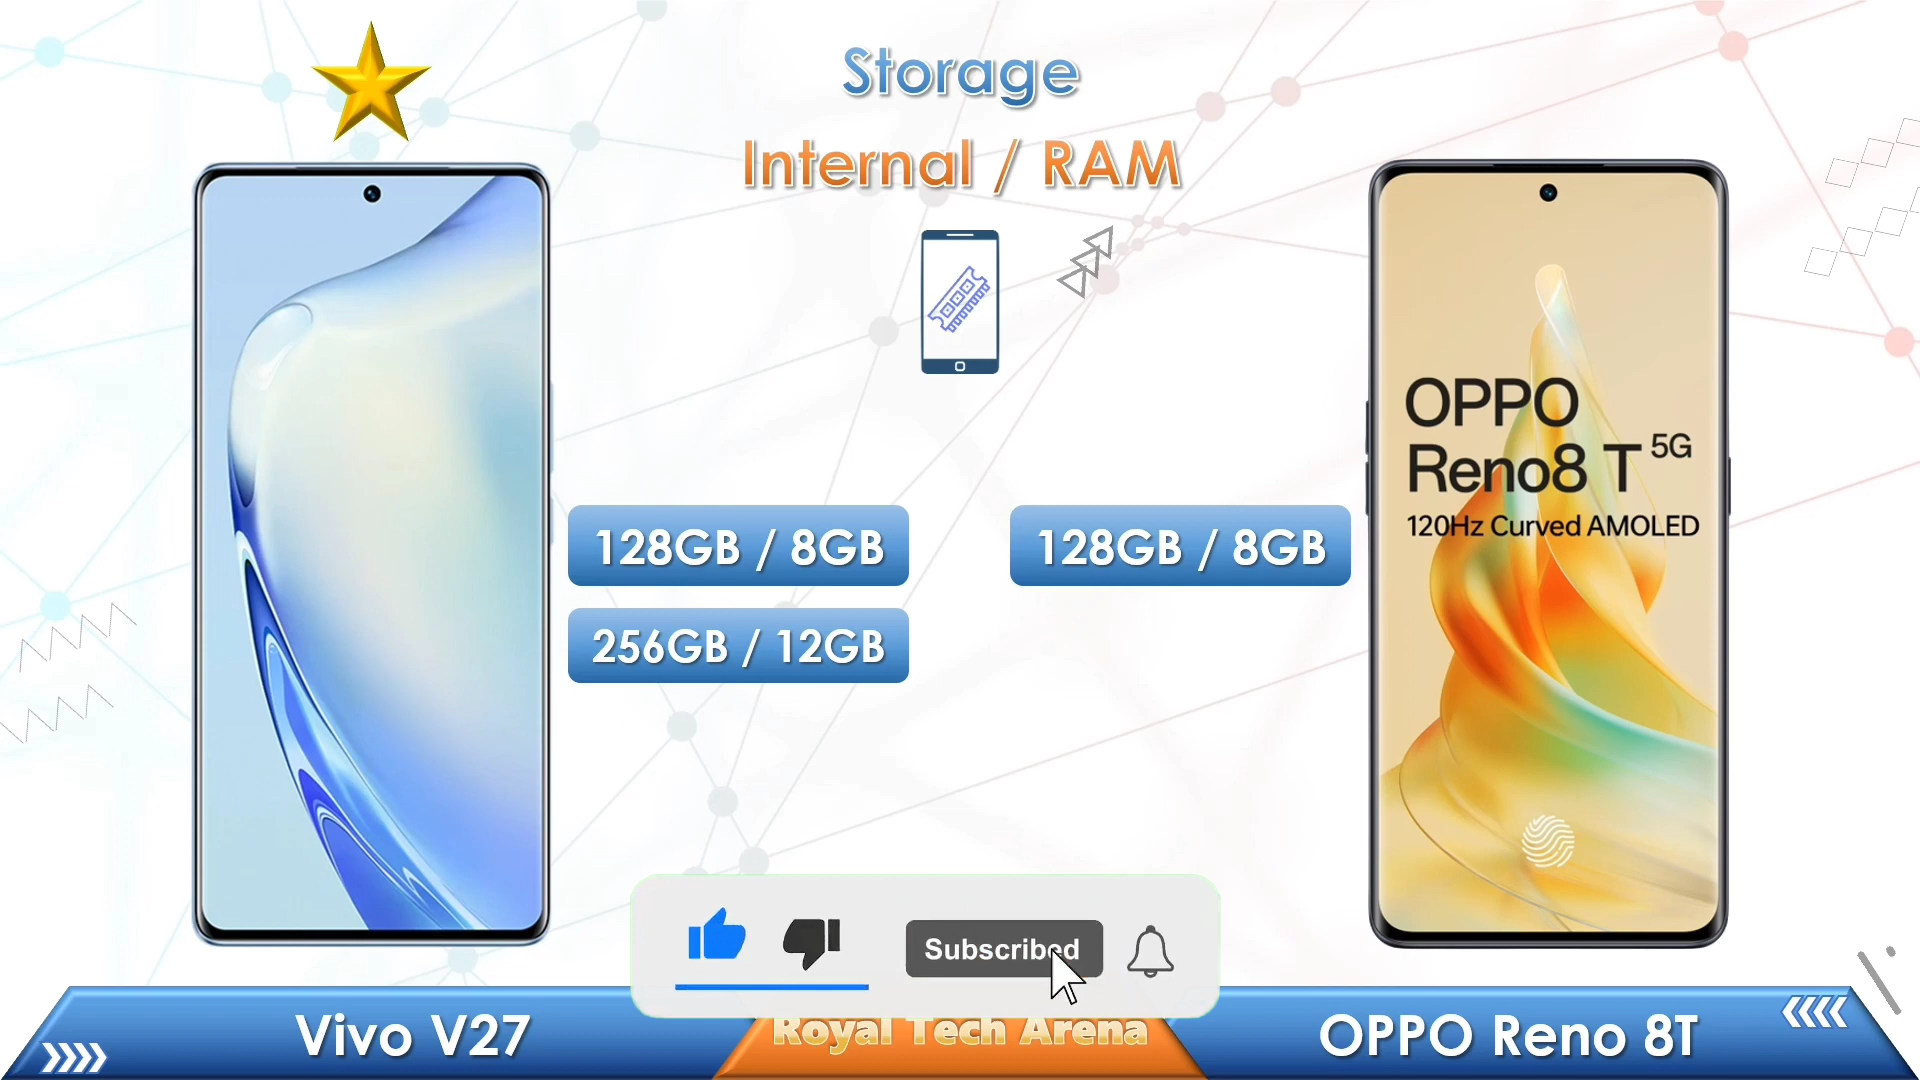 Storage
Internal / RAM
OPPO
Reno8 T 5G
120Hz Curved AMOLED
128GB / 8GB
128GB / 8GB
256GB / 12GB
Subscribed
Vivo V27
Royal Tech Arena
OPPO Reno 8T